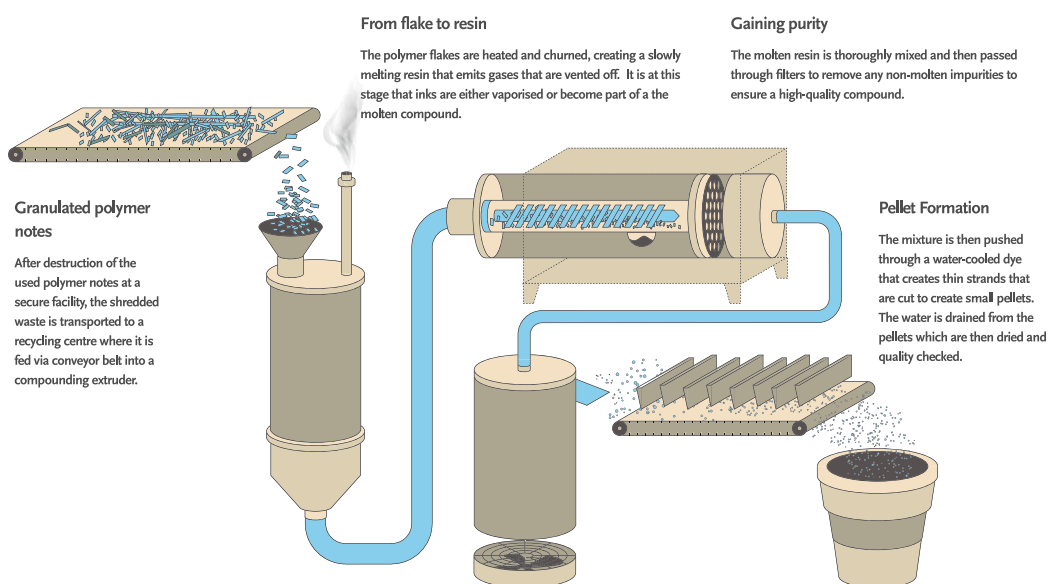 From flake to resin
The polymer flakes are heated and churned, creating a slowly
melting resin that emits gases that are vented off.  It is at this
stage that inks are either vaporised or become part of a the
molten compound.
Gaining purity
The molten resin is thoroughly mixed and then passed
through filters to remove any non-molten impurities to
ensure a high-quality compound.
Granulated polymer
notes
After destruction of the
used polymer notes at a
secure facility, the shredded
waste is transported to a
recycling centre where it is
fed via conveyor belt into a
compounding extruder.
Pellet Formation
The mixture is then pushed
through a water-cooled dye
that creates thin strands that
are cut to create small pellets.
The water is drained from the
pellets which are then dried and
quality checked.